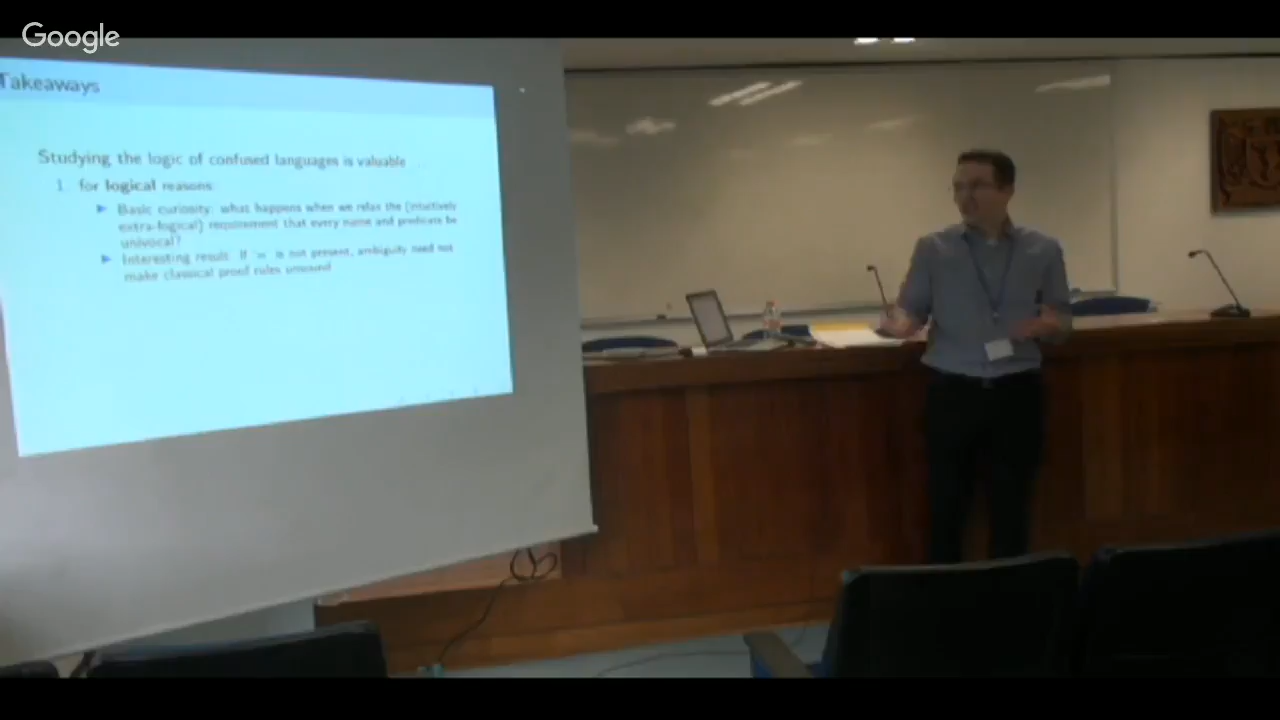 Google
Takeaways
Studying the logic of confused languages is valuable
1. for logical reasons:
Basic curiosity: what happens when we relax the (intuitively
extra-logical) requirement that every name and predicate be
univocal?
Interesting result: If '=' is not present, ambiguity need not
make classical proof rules unsound